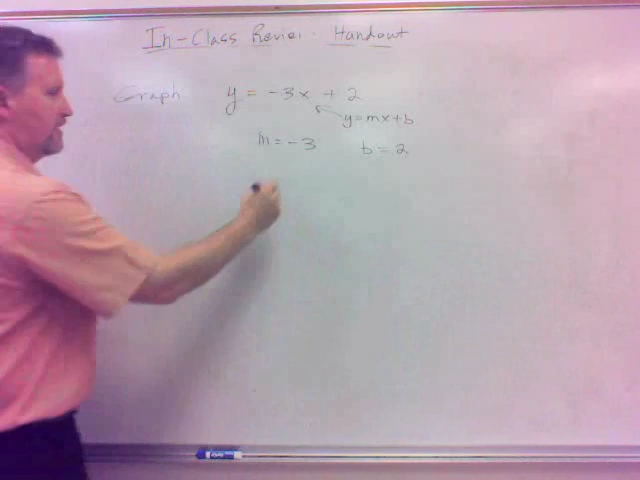 In-Class Review - Handout
Graph y = -3x + 2
y=mx+b
m = -3 b = 2